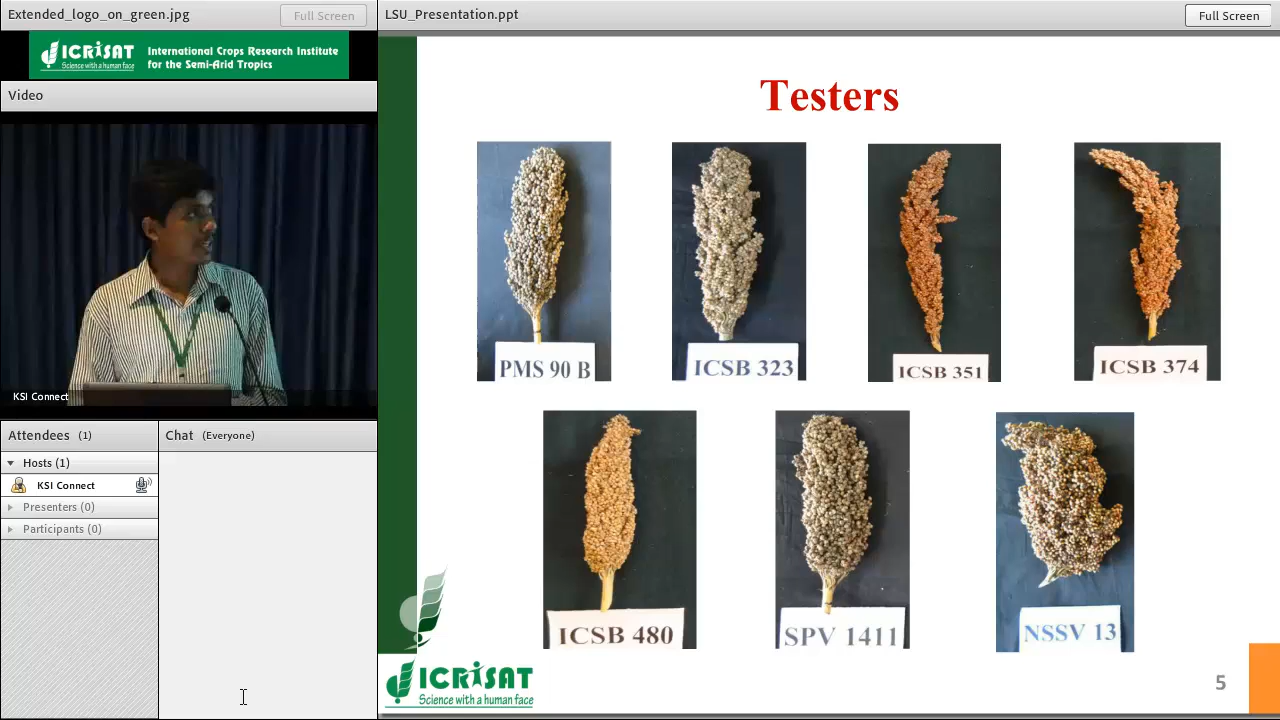 Extended_logo_on_green.jpg
Full Screen
LSU_Presentation.ppt
Full Screen
ICRISAT
Science with a human face
International Crops Research Institute
for the Semi-Arid Tropics
Video
KSI Connect
Attendees (1)
Chat (Everyone)
Hosts (1)
KSI Connect
Presenters (0)
Participants (0)
Testers
PMS 90 B
ICSB 323
ICSB 351
ICSB 374
ICSB 480
SPV 1411
NSSV 13
ICRISAT
Science with a human face
5